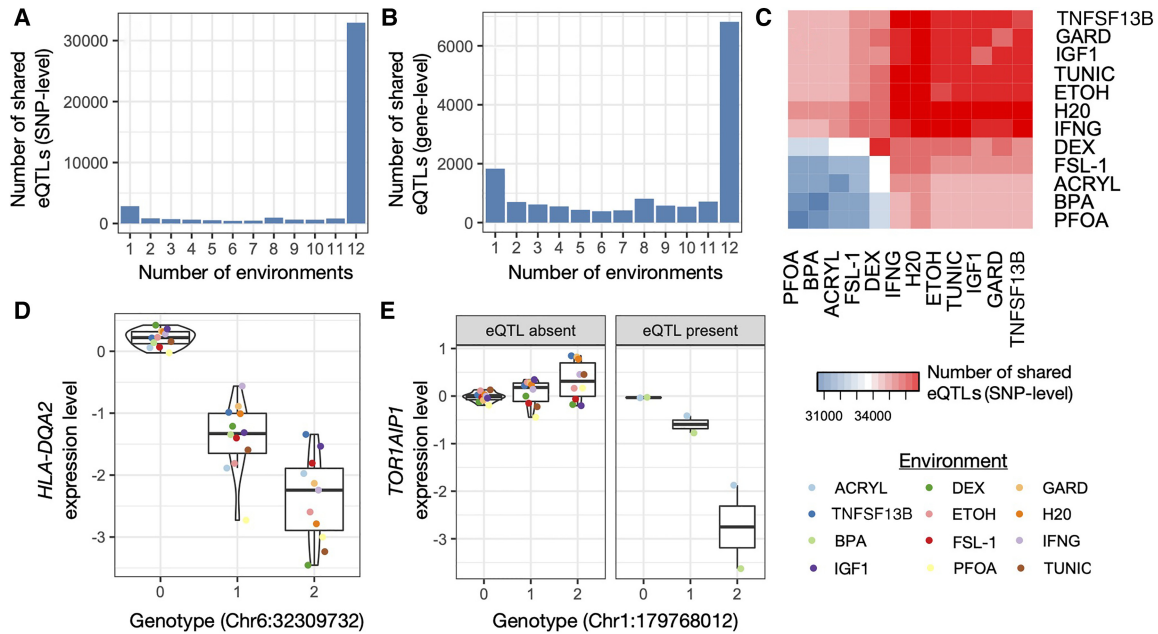 A
Number of shared
eQTLs (SNP-level)
30000
20000
10000
0
1 2 3 4 5 6 7 8 9 10 11 12
Number of environments
B
Number of shared
eQTLs (gene-level)
6000
4000
2000
0
1 2 3 4 5 6 7 8 9 10 11 12
Number of environments
C
TNFSF13B
GARD
IGF1
TUNIC
ETOH
H20
IFNG
DEX
FSL-1
ACRYL
BPA
PFOA
PFOA
BPA
ACRYL
FSL-1
DEX
IFNG
H20
ETOH
TUNIC
IGF1
GARD
TNFSF13B
Number of shared
eQTLs (SNP-level)
31000 34000
D
HLA-DQA2
expression level
0
-1
-2
-3
0 1 2
Genotype (Chr6:32309732)
E
TOR1AIP1
expression level
eQTL absent
eQTL present
1
0
-1
-2
-3
0 1 2
0 1 2
Genotype (Chr1:179768012)
Environment
ACRYL DEX GARD
TNFSF13B ETOH H20
BPA FSL-1 IFNG
IGF1 PFOA TUNIC